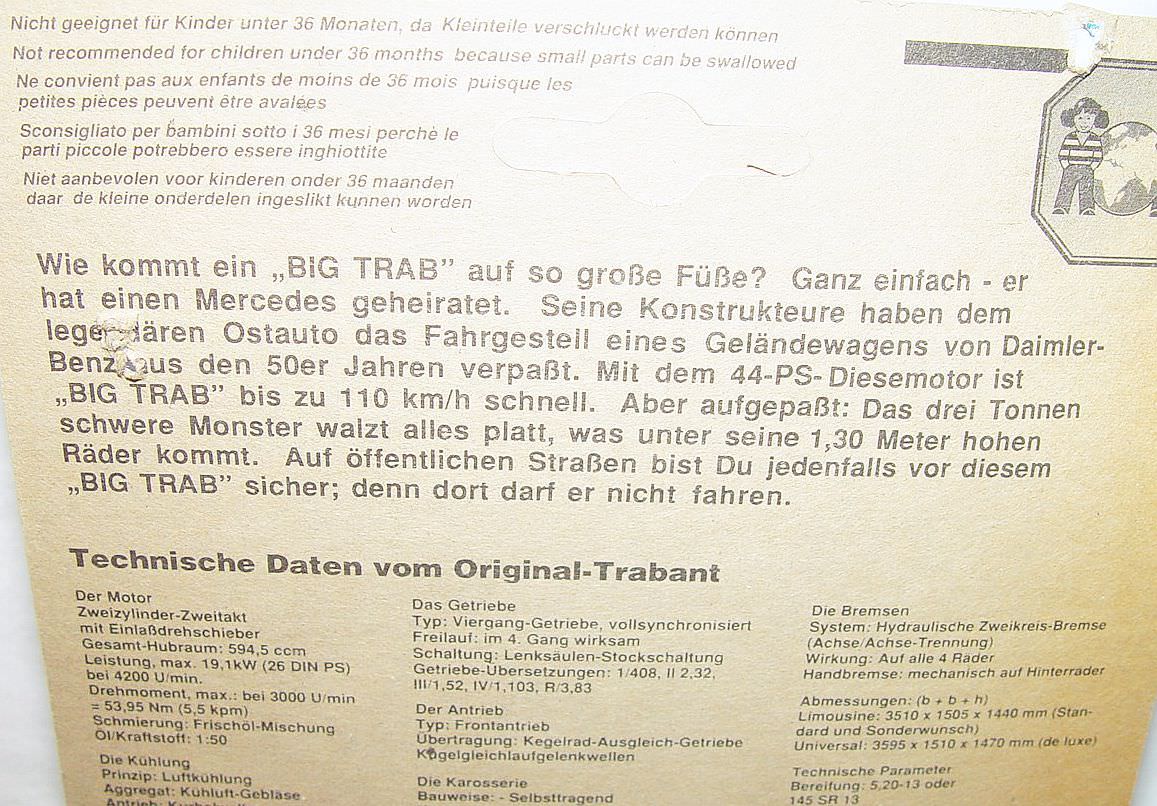 Nicht geeignet für Kinder unter 36 Monaten, da Kleinteile verschluckt werden können
Not recommended for children under 36 months because small parts can be swallowed
Ne convient pas aux enfants de moins de 36 mois puisque les
petites pièces peuvent être avalées
Sconsigliato per bambini sotto i 36 mesi perchè le
parti piccole potrebbero essere inghiottite
Niet aanbevolen voor kinderen onder 36 maanden
daar de kleine onderdelen ingeslikt kunnen worden
Wie kommt ein „BIG TRAB” auf so große Füße? Ganz einfach - er
hat einen Mercedes geheiratet. Seine Konstrukteure haben dem
legendären Ostauto das Fahrgestell eines Geländewagens von Daimler-
Benz aus den 50er Jahren verpaßt. Mit dem 44-PS-Diesemotor ist
„BIG TRAB” bis zu 110 km/h schnell. Aber aufgepaßt: Das drei Tonnen
schwere Monster walzt alles platt, was unter seine 1,30 Meter hohen
Räder kommt. Auf öffentlichen Straßen bist Du jedenfalls vor diesem
„BIG TRAB” sicher; denn dort darf er nicht fahren.
Technische Daten vom Original-Trabant
Der Motor
Zweizylinder-Zweitakt
mit Einlaßdrehschieber
Gesamt-Hubraum: 594,5 ccm
Leistung, max. 19,1kW (26 DIN PS)
bei 4200 U/min.
Drehmoment, max.: bei 3000 U/min
= 53,95 Nm (5,5 kpm)
Schmierung: Frischöl-Mischung
Öl/Kraftstoff: 1:50
Die Kühlung
Prinzip: Luftkühlung
Aggregat: Kühluft-Gebläse
Antrieb:
Das Getriebe
Typ: Viergang-Getriebe, vollsynchronisiert
Freilauf: im 4. Gang wirksam
Schaltung: Lenksäulen-Stockschaltung
Getriebe-Übersetzungen: 1/408, II 2,32,
III/1,52, IV/1,103, R/3,83
Der Antrieb
Typ: Frontantrieb
Übertragung: Kegelrad-Ausgleich-Getriebe
Kugelgleichlaufgelenkwellen
Die Karosserie
Bauweise: - Selbsttragend
Die Bremsen
System: Hydraulische Zweikreis-Bremse
(Achse/Achse-Trennung)
Wirkung: Auf alle 4 Räder
Handbremse: mechanisch auf Hinterräder
Abmessungen: (b + b + h)
Limousine: 3510 x 1505 x 1440 mm (Stan-
dard und Sonderwunsch)
Universal: 3595 x 1510 x 1470 mm (de luxe)
Technische Parameter
Bereifung: 5,20-13 oder
145 SR 13